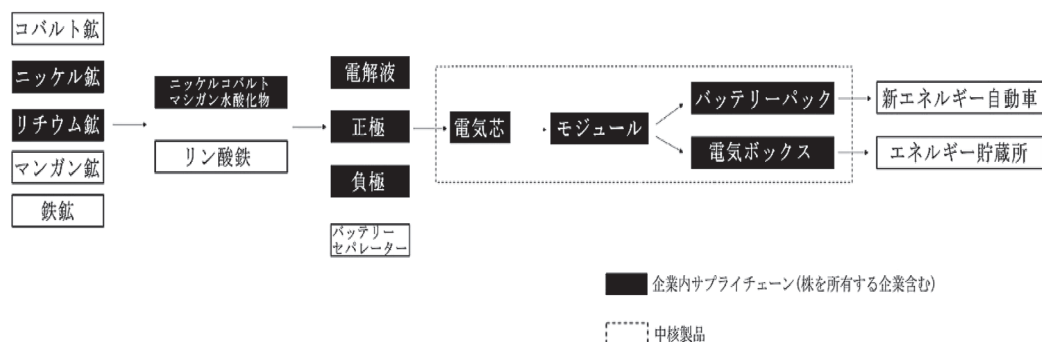 コバルト鉱
ニッケル鉱
リチウム鉱
マンガン鉱
鉄鉱
ニッケルコバルト
マシガン水酸化物
リン酸鉄
電解液
正極
負極
バッテリー
セパレーター
電気芯
モジュール
バッテリーパック
電気ボックス
新エネルギー自動車
エネルギー貯蔵所
企業内サプライチェーン(株を所有する企業含む)
中核製品